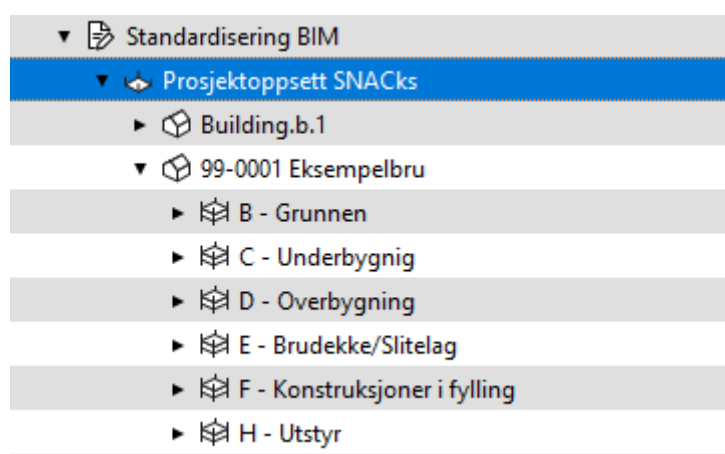 Standardisering BIM
Prosjektoppsett SNACks
Building.b.1
99-0001 Eksempelbru
B - Grunnen
C - Underbygnig
D - Overbygning
E - Brudekke/Slitelag
F - Konstruksjoner i fylling
H - Utstyr